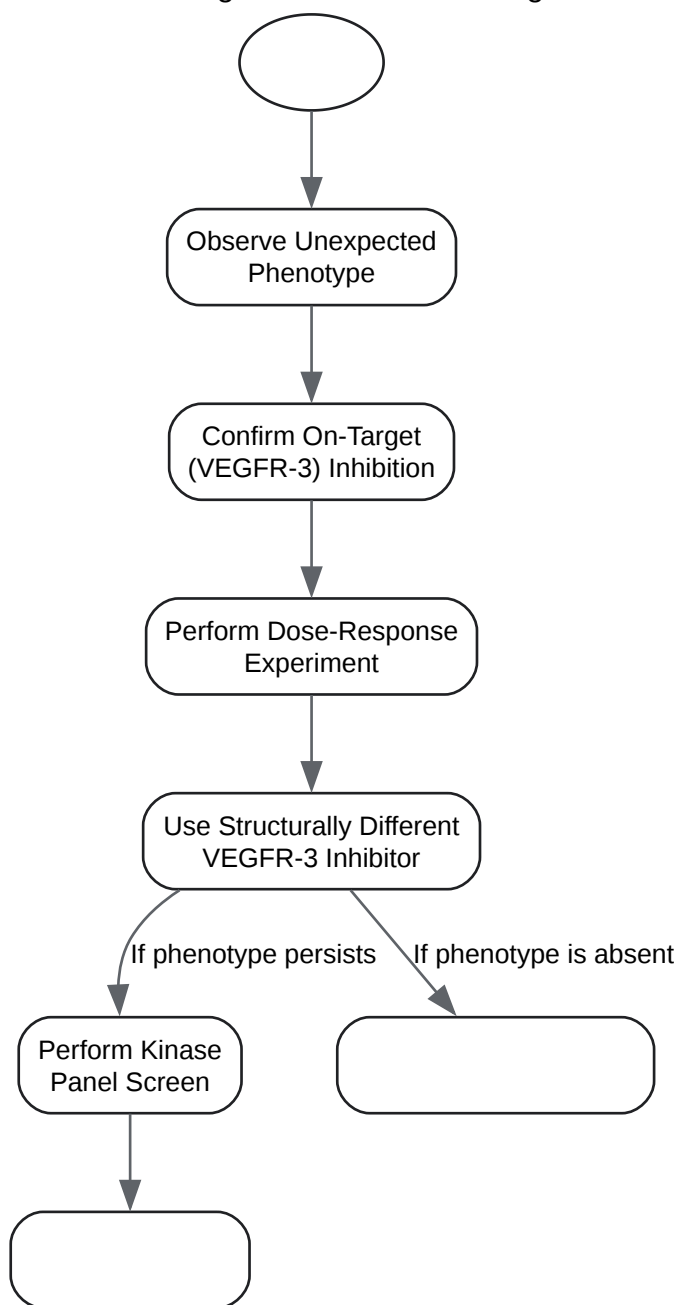 Observe Unexpected
Phenotype
Confirm On-Target
(VEGFR-3) Inhibition
Perform Dose-Response
Experiment
Use Structurally Different
VEGFR-3 Inhibitor
If phenotype persists
If phenotype is absent
Perform Kinase
Panel Screen